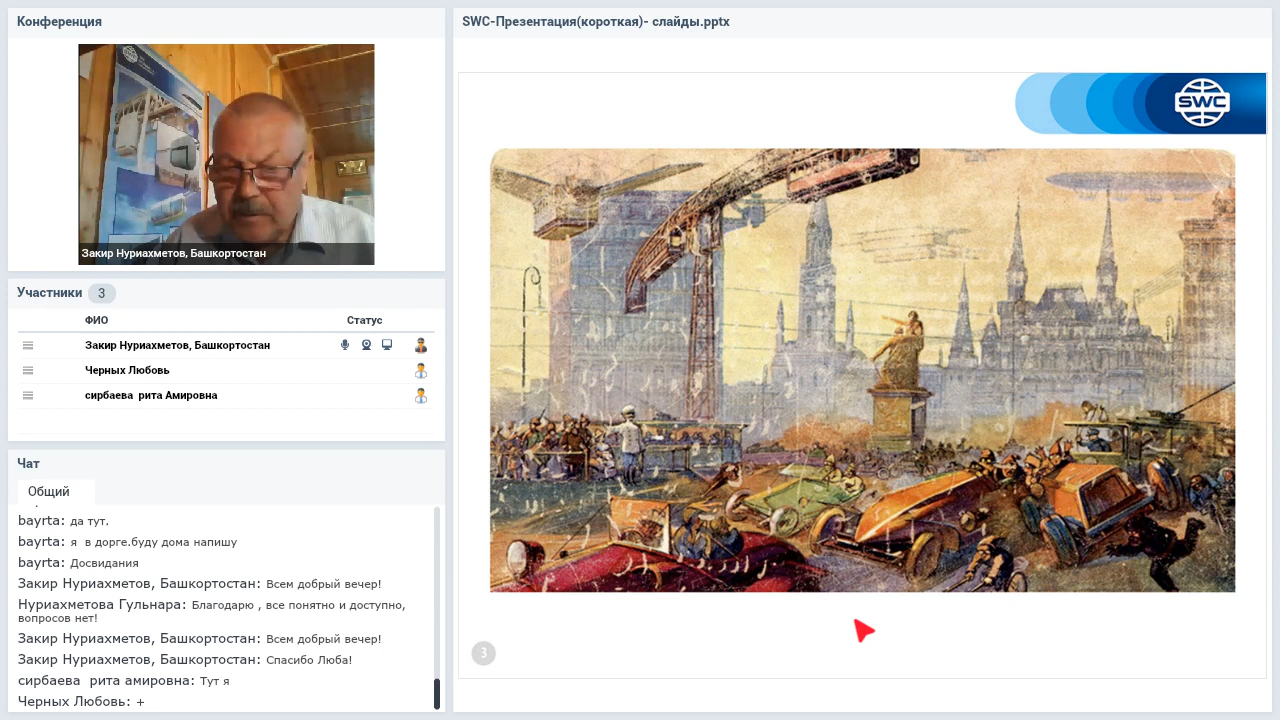 Конференция
Закир Нуриахметов, Башкортостан
Участники 3
ФИО Статус
Закир Нуриахметов, Башкортостан
Черных Любовь
сирбаева рита Амировна
Чат
Общий
bayrta: да тут.
bayrta: я в дорге.буду дома напишу
bayrta: Досвидания
Закир Нуриахметов, Башкортостан: Всем добрый вечер!
Нуриахметова Гульнара: Благодарю , все понятно и доступно,
вопросов нет!
Закир Нуриахметов, Башкортостан: Всем добрый вечер!
Закир Нуриахметов, Башкортостан: Спасибо Люба!
сирбаева рита амировна: Тут я
Черных Любовь: +
SWC-Презентация(короткая)- слайды.pptx
SWC
3